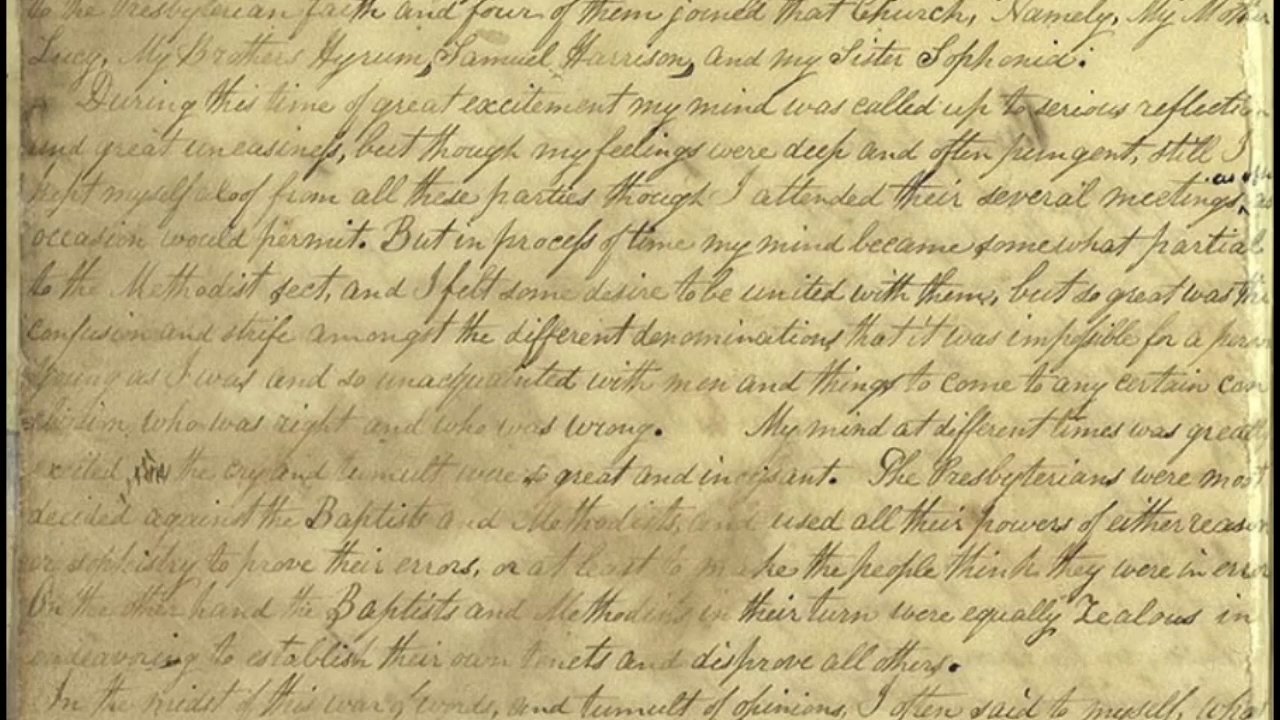 to the Presbyterian faith and four of them joined that Church, Namely, My Mother
Lucy, My Brothers Hyrum, Samuel Harrison, and my Sister Sophonia.
During this time of great excitement my mind was called up to serious reflection
and great uneasiness, but though my feelings were deep and often pungent, still I
kept myself aloof from all these parties though I attended their several meetings as
occasion would permit. But in process of time my mind became somewhat partial
to the Methodist sect, and I felt some desire to be united with them, but so great was the
confusion and strife amongst the different denominations that it was impossible for a person
young as I was and so unacquainted with men and things to come to any certain con
clusion who was right and who was wrong. My mind at different times was greatly
excited the cry and tumult were so great and incessant. The Presbyterians were most
decided against the Baptists and Methodists, and used all their powers of either reason
or sophistry to prove their errors, or at least to make the people think they were in error
On the other hand the Baptists and Methodists in their turn were equally Zealous in
endeavoring to establish their own tenets and disprove all others.
In the midst of this war of words, and tumult of opinions, I often said to myself, what